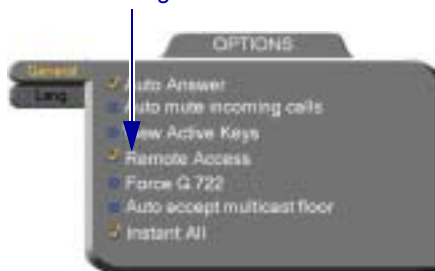 OPTIONS
General
Lang.
Auto Answer
Auto mute incoming calls
View Active Keys
Remote Access
Force G.722
Auto accept multicast floor
Instant All